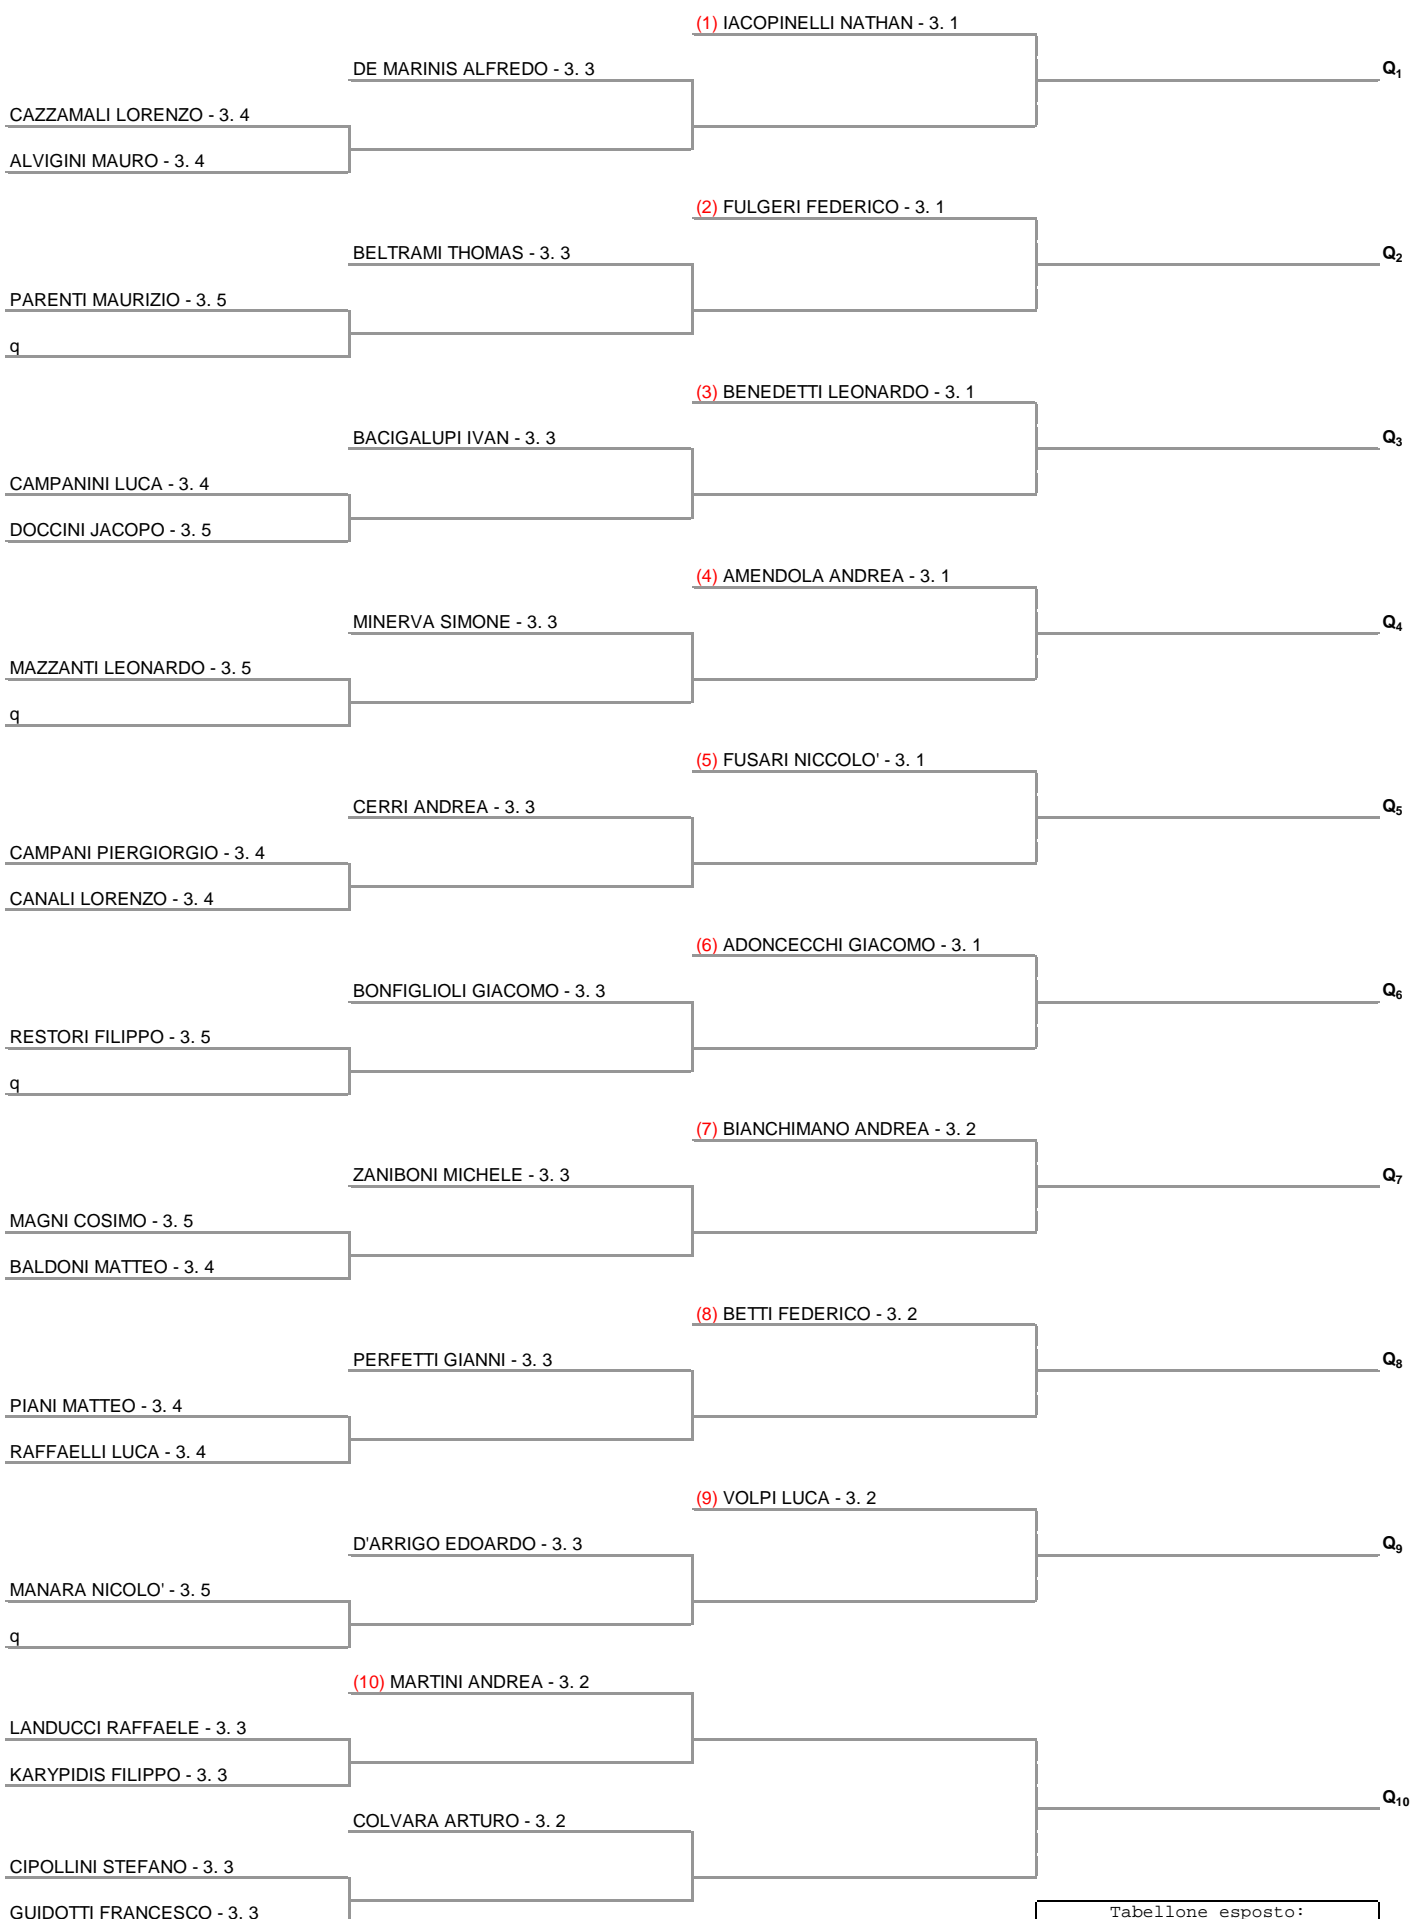 (1) IACOPINELLI NATHAN - 3. 1
DE MARINIS ALFREDO - 3. 3
Q1
CAZZAMALI LORENZO - 3. 4
ALVIGINI MAURO - 3. 4
(2) FULGERI FEDERICO - 3. 1
BELTRAMI THOMAS - 3. 3
Q2
PARENTI MAURIZIO - 3. 5
q
(3) BENEDETTI LEONARDO - 3. 1
BACIGALUPI IVAN - 3. 3
Q3
CAMPANINI LUCA - 3. 4
DOCCINI JACOPO - 3. 5
(4) AMENDOLA ANDREA - 3. 1
MINERVA SIMONE - 3. 3
Q4
MAZZANTI LEONARDO - 3. 5
q
(5) FUSARI NICCOLO' - 3. 1
CERRI ANDREA - 3. 3
Q5
CAMPANI PIERGIORGIO - 3. 4
CANALI LORENZO - 3. 4
(6) ADONCECCHI GIACOMO - 3. 1
BONFIGLIOLI GIACOMO - 3. 3
Q6
RESTORI FILIPPO - 3. 5
q
(7) BIANCHIMANO ANDREA - 3. 2
ZANIBONI MICHELE - 3. 3
Q7
MAGNI COSIMO - 3. 5
BALDONI MATTEO - 3. 4
(8) BETTI FEDERICO - 3. 2
PERFETTI GIANNI - 3. 3
Q8
PIANI MATTEO - 3. 4
RAFFAELLI LUCA - 3. 4
(9) VOLPI LUCA - 3. 2
D'ARRIGO EDOARDO - 3. 3
Q9
MANARA NICOLO' - 3. 5
q
(10) MARTINI ANDREA - 3. 2
LANDUCCI RAFFAELE - 3. 3
KARYPIDIS FILIPPO - 3. 3
Q10
COLVARA ARTURO - 3. 2
CIPOLLINI STEFANO - 3. 3
GUIDOTTI FRANCESCO - 3. 3
Tabellone esposto: